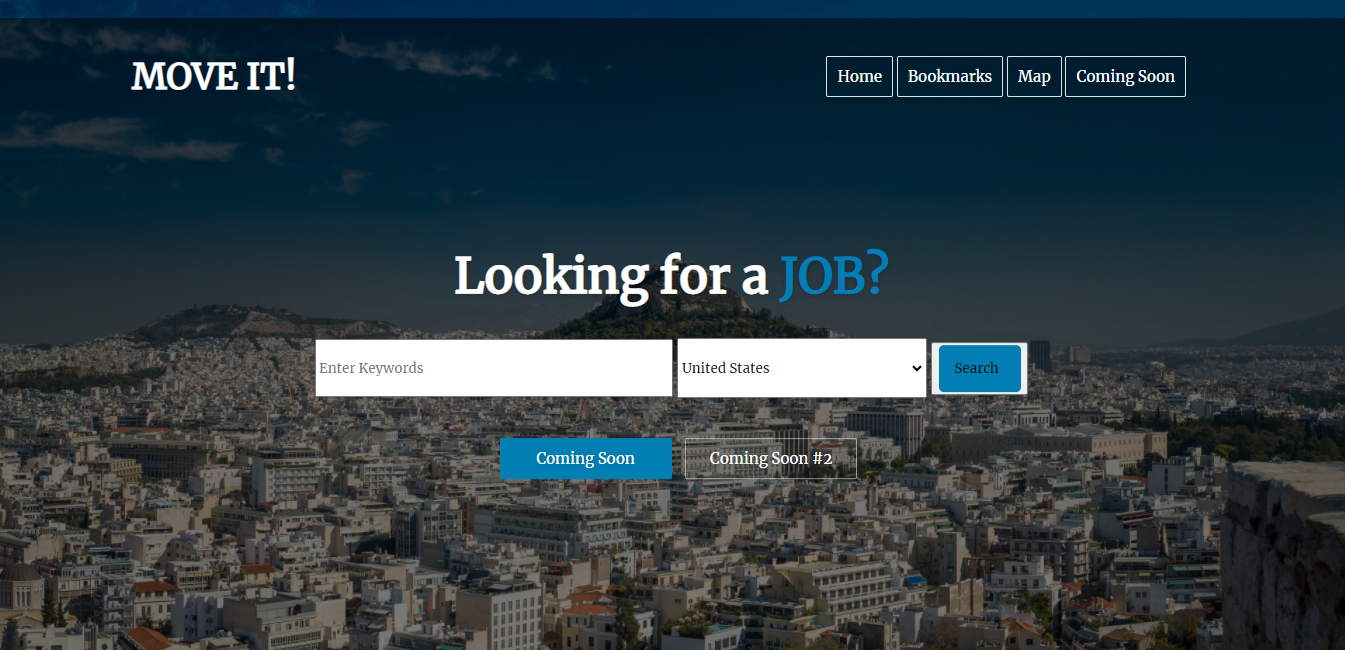 MOVE IT!
Home Bookmarks Map Coming Soon
Looking for a JOB?
Enter Keywords United States Search
Coming Soon Coming Soon #2